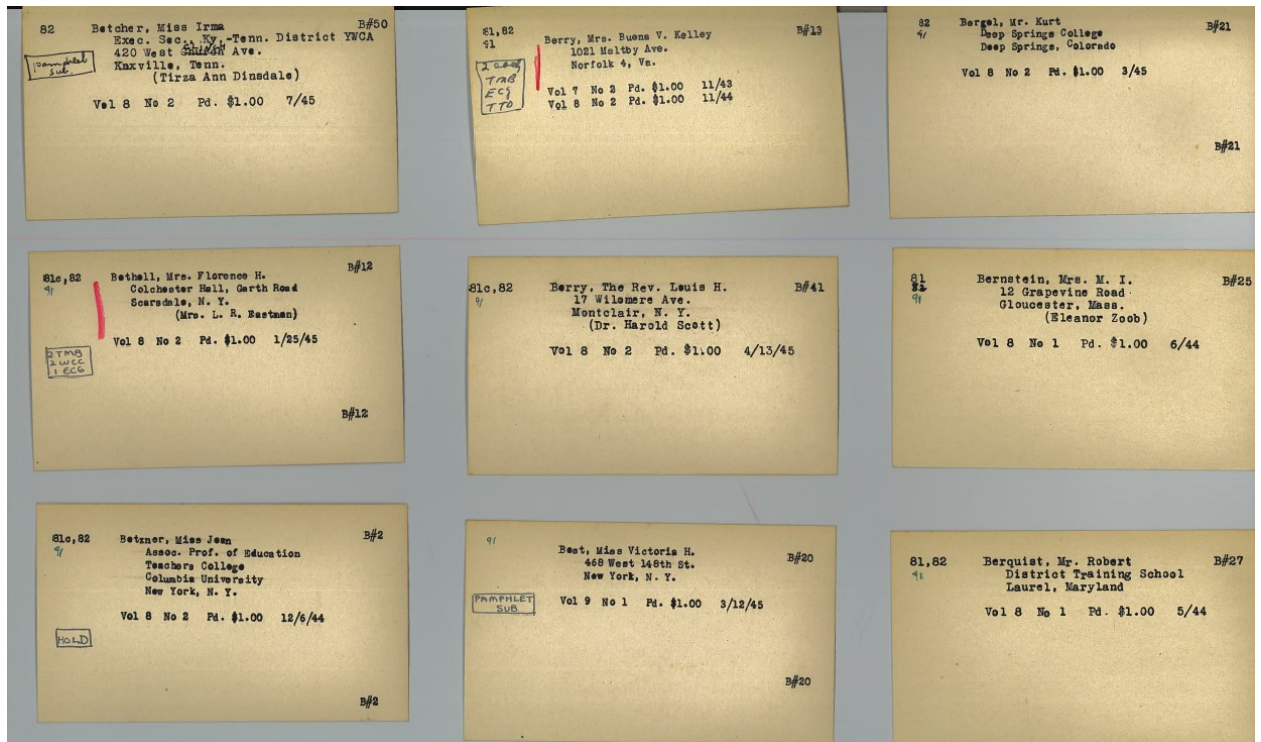 82 Betcher, Miss Irma B#50
Exec. Sec., Ky.-Tenn. District YWCA
420 West Ave.
Knxville, Tenn.
(Tirza Ann Dinsdale)
pamphlet
sub.
Vol 8 No 2 Pd. $1.00 7/45
81,82 Berry, Mrs. Buena V. Kelley B#13
91 1021 Maltby Ave.
Norfolk 4, Va.
TMB
ECG
TTD
Vol 7 No 2 Pd. $1.00 11/43
Vol 8 No 2 Pd. $1.00 11/44
82 Bergel, Mr. Kurt B#21
91 Deep Springs College
Deep Springs, Colorado
Vol 8 No 2 Pd. $1.00 3/45
B#21
81c,82 Bethell, Mrs. Florence H. B#12
91 Colchester Hall, Garth Road
Scarsdale, N. Y.
(Mrs. L. R. Eastman)
Vol 8 No 2 Pd. $1.00 1/25/45
2 TMB
2 WCC
1 ECG
B#12
81c,82 Berry, The Rev. Louis H. B#41
91 17 Wilomere Ave.
Montclair, N. Y.
(Dr. Harold Scott)
Vol 8 No 2 Pd. $1.00 4/13/45
81 Bernstein, Mrs. M. I. B#25
82 12 Grapevine Road
91 Gloucester, Mass.
(Eleanor Zoob)
Vol 8 No 1 Pd. $1.00 6/44
81c,82 Betzner, Miss Jean B#2
91 Assoc. Prof. of Education
Teachers College
Columbia University
New York, N. Y.
Vol 8 No 2 Pd. $1.00 12/6/44
HOLD
B#2
91 Best, Miss Victoria H. B#20
468 West 148th St.
New York, N. Y.
PAMPHLET
SUB.
Vol 9 No 1 Pd. $1.00 3/12/45
B#20
81,82 Berquist, Mr. Robert B#27
91 District Training School
Laurel, Maryland
Vol 8 No 1 Pd. $1.00 5/44